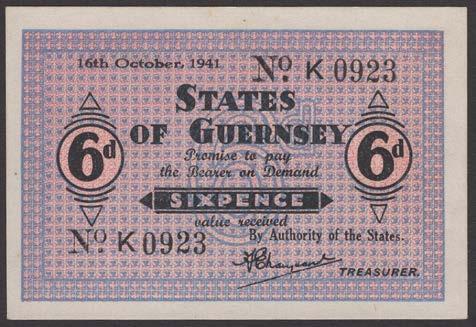 16th October, 1941
No. K 0923
STATES
OF GUERNSEY
6d
6d
Promise to pay
the Bearer on Demand
SIXPENCE
value received
No. K 0923
By Authority of the States.
TREASURER.